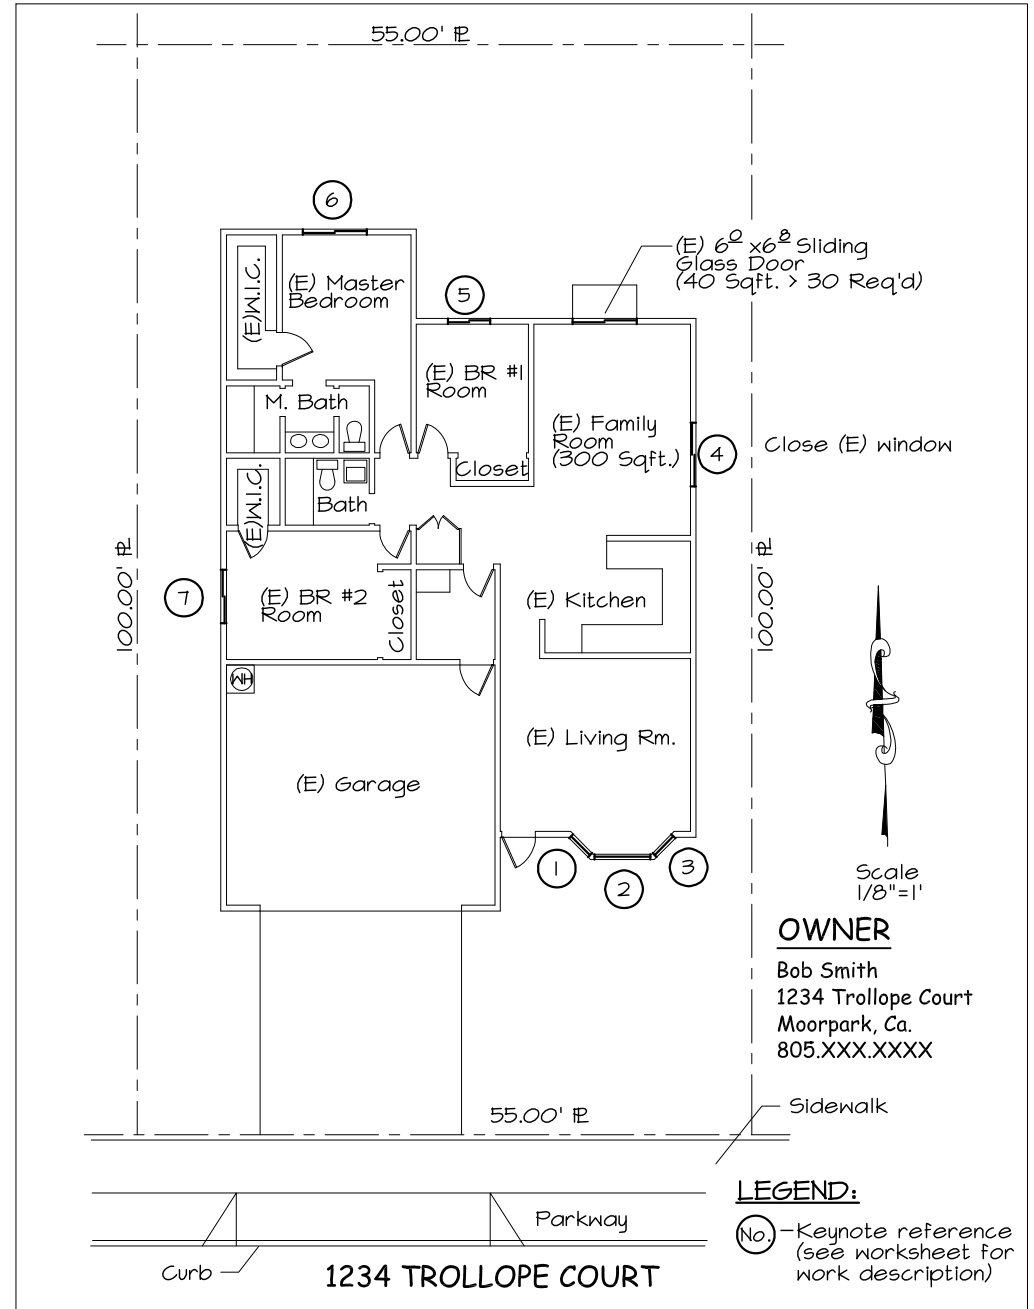 55.00' PL
6
(E) 6⁰ x6⁸ Sliding
Glass Door
(40 Sqft. > 30 Req'd)
(E)W.I.C.
(E) Master
Bedroom
5
(E) BR #1
Room
M. Bath
(E) Family
Room
(300 Sqft.)
4
Close (E) window
Closet
(E)W.I.C.
Bath
100.00' PL
100.00' PL
7
(E) BR #2
Room
Closet
(E) Kitchen
WH
(E) Living Rm.
(E) Garage
1
2
3
Scale
1/8"=1'
OWNER
Bob Smith
1234 Trollope Court
Moorpark, Ca.
805.XXX.XXXX
55.00' PL
Sidewalk
LEGEND:
No. - Keynote reference
(see worksheet for
work description)
Parkway
Curb
1234 TROLLOPE COURT